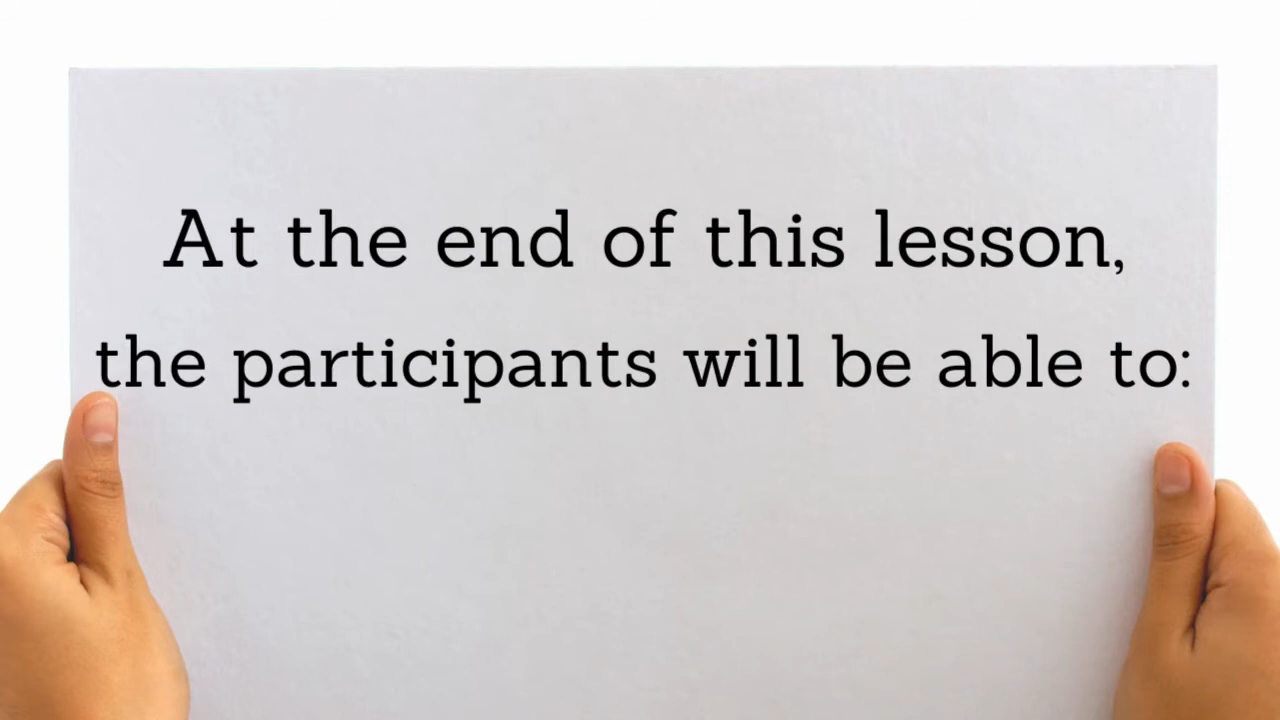 At the end of this lesson,
the participants will be able to: